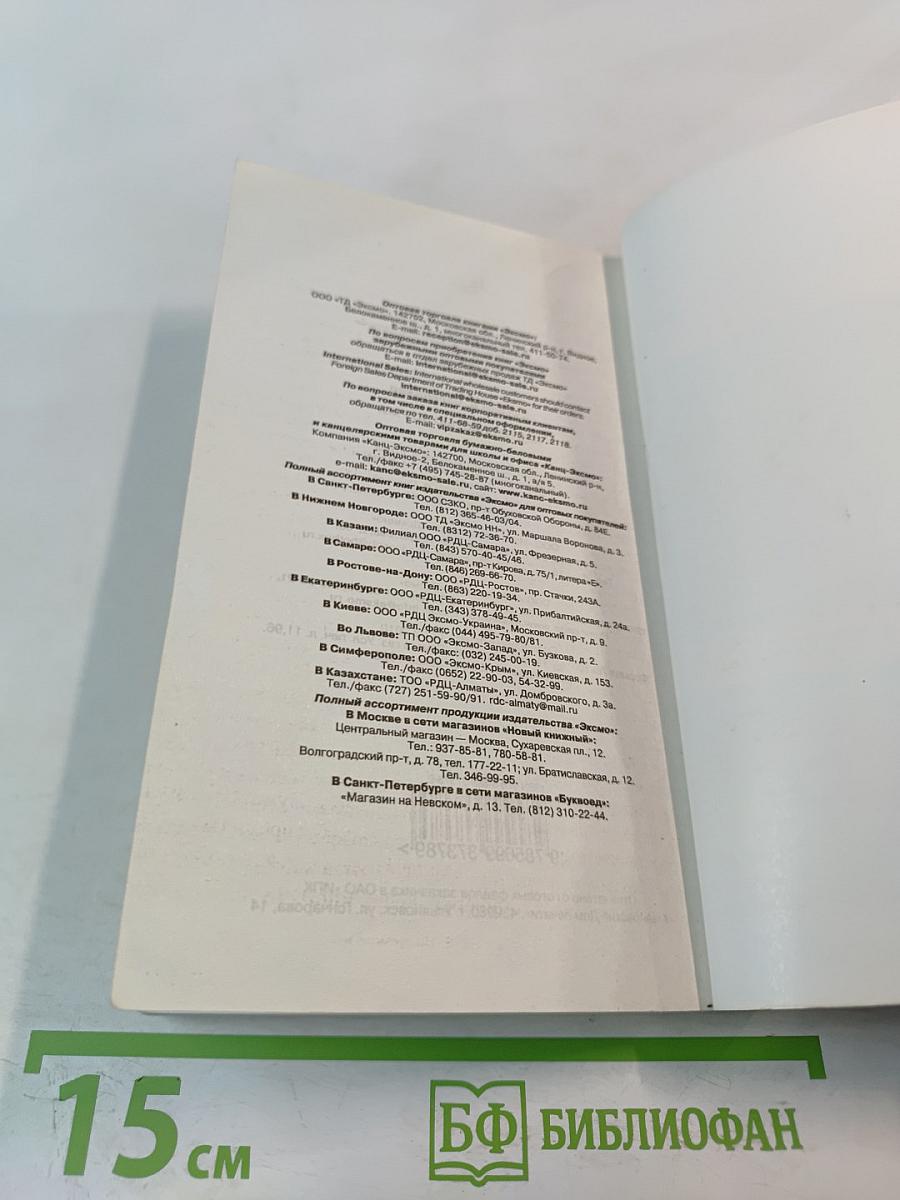 Оптовая торговля книгами «Эксмо»:
ООО «ТД «Эксмо». 142702, Московская обл., Ленинский р-н, г. Видное,
Белокаменное ш., д. 1, многоканальный тел. 411-50-74.
E-mail: reception@eksmo-sale.ru
По вопросам приобретения книг «Эксмо»
зарубежными оптовыми покупателями
обращаться в отдел зарубежных продаж ТД «Эксмо»
E-mail: international@eksmo-sale.ru
International Sales: International wholesale customers should contact
Foreign Sales Department of Trading House «Eksmo» for their orders.
international@eksmo-sale.ru
По вопросам заказа книг корпоративным клиентам,
в том числе в специальном оформлении,
обращаться по тел. 411-68-59 доб. 2115, 2117, 2118.
E-mail: vipzakaz@eksmo.ru
Оптовая торговля бумажно-беловыми
и канцелярскими товарами для школы и офиса «Канц-Эксмо»:
Компания «Канц-Эксмо»: 142700, Московская обл., Ленинский р-н,
г. Видное-2, Белокаменное ш., д. 1, а/я 5.
Тел./факс +7 (495) 745-28-87 (многоканальный).
e-mail: kanc@eksmo-sale.ru, сайт: www.kanc-eksmo.ru
Полный ассортимент книг издательства «Эксмо» для оптовых покупателей:
В Санкт-Петербурге: ООО СЗКО, пр-т Обуховской Обороны, д. 84Е.
Тел. (812) 365-46-03/04.
В Нижнем Новгороде: ООО ТД «Эксмо НН», ул. Маршала Воронова, д. 3.
Тел. (8312) 72-36-70.
В Казани: Филиал ООО «РДЦ-Самара», ул. Фрезерная, д. 5.
Тел. (843) 570-40-45/46.
В Самаре: ООО «РДЦ-Самара», пр-т Кирова, д. 75/1, литера «Е».
Тел. (846) 269-66-70.
В Ростове-на-Дону: ООО «РДЦ-Ростов», пр. Стачки, 243А.
Тел. (863) 220-19-34.
В Екатеринбурге: ООО «РДЦ-Екатеринбург», ул. Прибалтийская, д. 24а.
Тел. (343) 378-49-45.
В Киеве: ООО «РДЦ Эксмо-Украина», Московский пр-т, д. 9.
Тел./факс (044) 495-79-80/81.
Во Львове: ТП ООО «Эксмо-Запад», ул. Бузкова, д. 2.
Тел./факс: (032) 245-00-19.
В Симферополе: ООО «Эксмо-Крым», ул. Киевская, д. 153.
Тел./факс (0652) 22-90-03, 54-32-99.
В Казахстане: ТОО «РДЦ-Алматы», ул. Домбровского, д. 3а.
Тел./факс (727) 251-59-90/91. rdc-almaty@mail.ru
Полный ассортимент продукции издательства «Эксмо»:
В Москве в сети магазинов «Новый книжный»:
Центральный магазин — Москва, Сухаревская пл., 12.
Тел.: 937-85-81, 780-58-81.
Волгоградский пр-т, д. 78, тел. 177-22-11; ул. Братиславская, д. 12.
Тел. 346-99-95.
В Санкт-Петербурге в сети магазинов «Буквоед»:
«Магазин на Невском», д. 13. Тел. (812) 310-22-44.
15 см
БФ БИБЛИОФАН